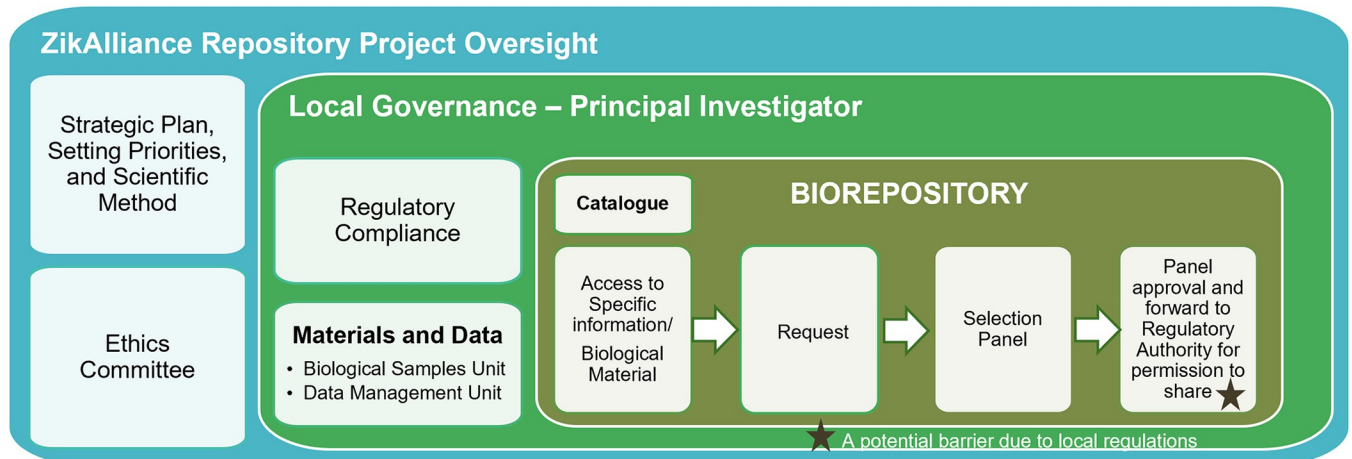 ZikAlliance Repository Project Oversight
Strategic Plan,
Setting Priorities,
and Scientific
Method
Ethics
Committee
Local Governance – Principal Investigator
Regulatory
Compliance
Materials and Data
• Biological Samples Unit
• Data Management Unit
BIOREPOSITORY
Catalogue
Access to
Specific
information/
Biological
Material
Request
Selection
Panel
Panel
approval and
forward to
Regulatory
Authority for
permission to
share
A potential barrier due to local regulations